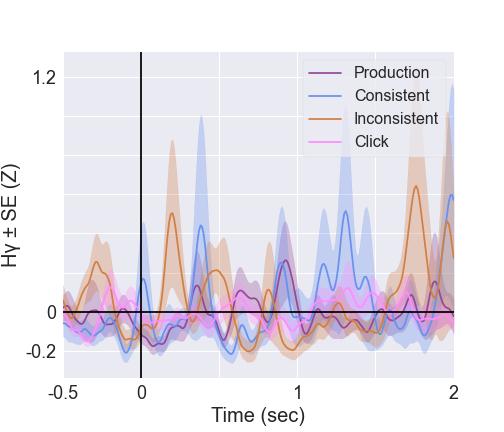 Hγ ± SE (Z)
1.2
0
-0.2
Production
Consistent
Inconsistent
Click
-0.5
0
1
2
Time (sec)